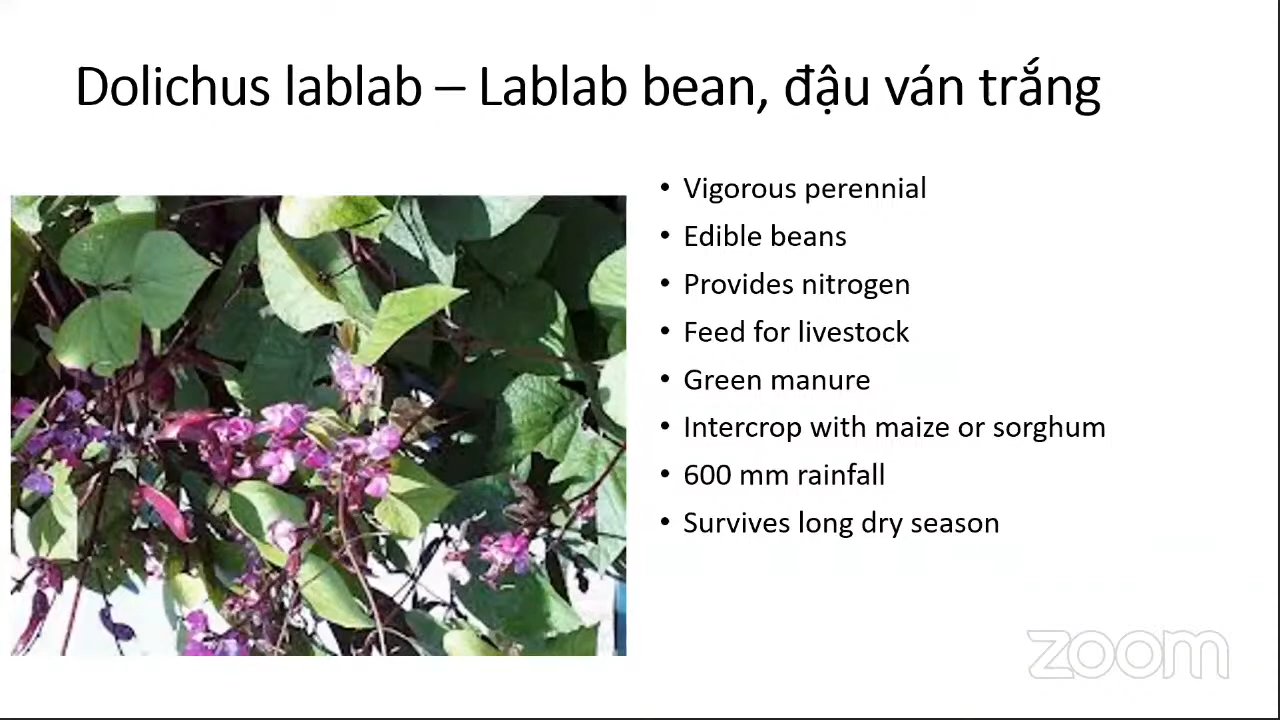 Dolichus lablab – Lablab bean, đậu ván trắng
• Vigorous perennial
• Edible beans
• Provides nitrogen
• Feed for livestock
• Green manure
• Intercrop with maize or sorghum
• 600 mm rainfall
• Survives long dry season
zoom